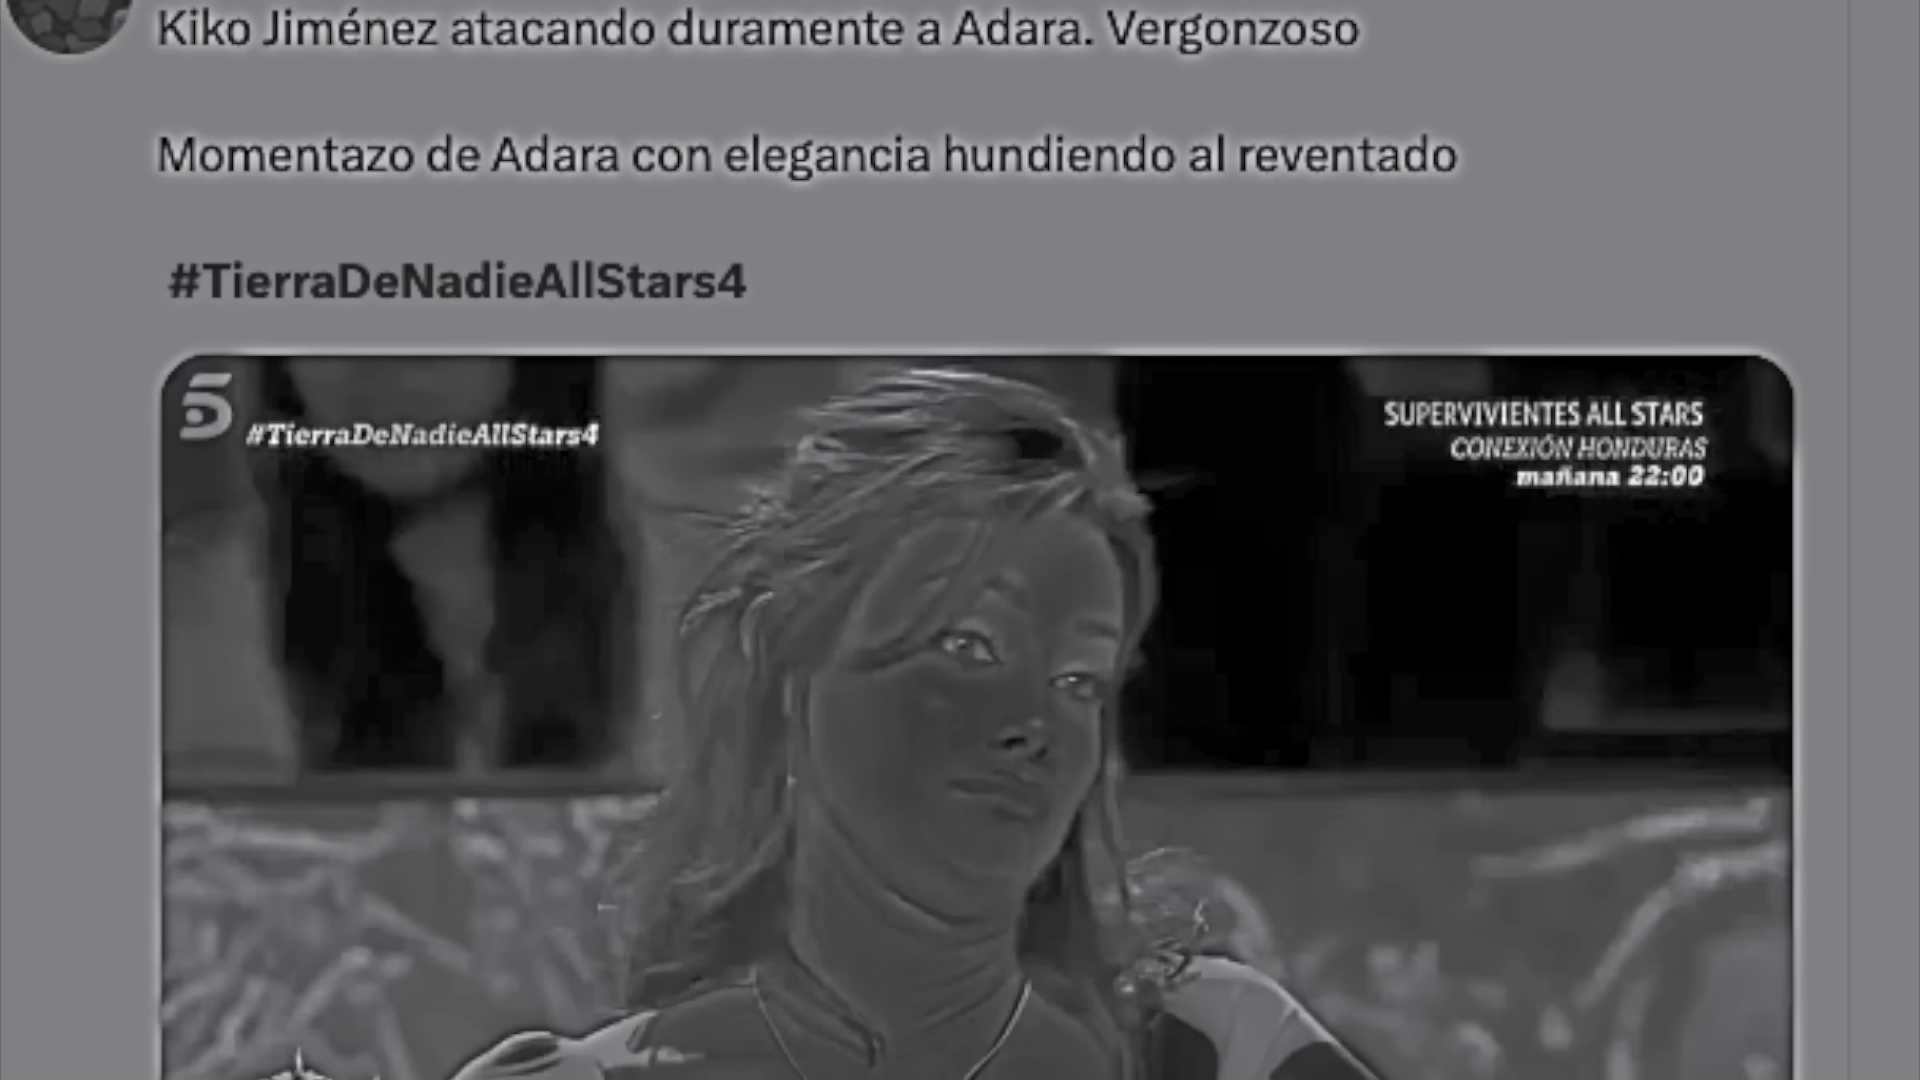 Kiko Jiménez atacando duramente a Adara. Vergonzoso
Momentazo de Adara con elegancia hundiendo al reventado
#TierraDeNadieAllStars4
5
#TierraDeNadieAllStars4
SUPERVIVIENTES ALL STARS
CONEXIÓN HONDURAS
mañana 22:00